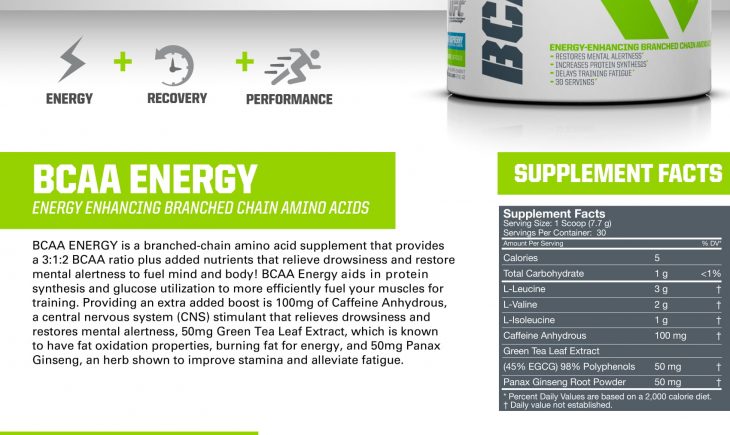 BCA
ENERGY-ENHANCING BRANCHED CHAIN AMINO
• RESTORES MENTAL ALERTNESS*
• INCREASES PROTEIN SYNTHESIS*
• DELAYS TRAINING FATIGUE*
• 30 SERVINGS*
ENERGY + RECOVERY + PERFORMANCE
BCAA ENERGY
ENERGY ENHANCING BRANCHED CHAIN AMINO ACIDS
BCAA ENERGY is a branched-chain amino acid supplement that provides
a 3:1:2 BCAA ratio plus added nutrients that relieve drowsiness and restore
mental alertness to fuel mind and body! BCAA Energy aids in protein
synthesis and glucose utilization to more efficiently fuel your muscles for
training. Providing an extra added boost is 100mg of Caffeine Anhydrous,
a central nervous system (CNS) stimulant that relieves drowsiness and
restores mental alertness, 50mg Green Tea Leaf Extract, which is known
to have fat oxidation properties, burning fat for energy, and 50mg Panax
Ginseng, an herb shown to improve stamina and alleviate fatigue.
SUPPLEMENT FACTS
Supplement Facts
Serving Size: 1 Scoop (7.7 g)
Servings Per Container: 30
Amount Per Serving % DV*
Calories 5
Total Carbohydrate 1 g <1%
L-Leucine 3 g †
L-Valine 2 g †
L-Isoleucine 1 g †
Caffeine Anhydrous 100 mg †
Green Tea Leaf Extract
(45% EGCG) 98% Polyphenols 50 mg †
Panax Ginseng Root Powder 50 mg †
* Percent Daily Values are based on a 2,000 calorie diet.
† Daily value not established.